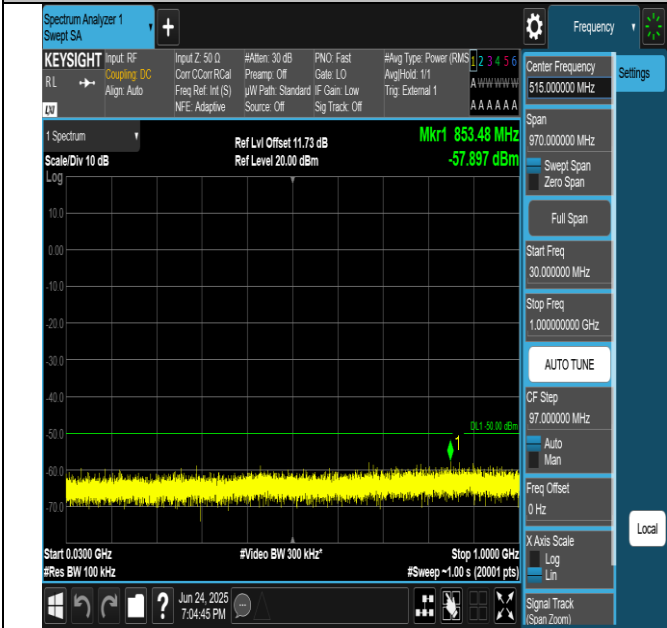 Spectrum Analyzer 1
Swept SA
+
Frequency
KEYSIGHT
RL
LXI
Input: RF
Coupling: DC
Align: Auto
Input Z: 50 Ω
Corr CCorr RCal
Freq Ref: Int (S)
NFE: Adaptive
#Atten: 30 dB
Preamp: Off
µW Path: Standard
Source: Off
PNO: Fast
Gate: LO
IF Gain: Low
Sig Track: Off
#Avg Type: Power (RMS
Avg|Hold: 1/1
Trig: External 1
1 2 3 4 5 6
A W W W W W
A A A A A A
1 Spectrum
Scale/Div 10 dB
Log
Ref Lvl Offset 11.73 dB
Ref Level 20.00 dBm
Mkr1 853.48 MHz
-57.897 dBm
10.0
0.00
-10.0
-20.0
-30.0
-40.0
-50.0
-60.0
-70.0
DL1 -50.00 dBm
1
Start 0.0300 GHz
#Res BW 100 kHz
#Video BW 300 kHz*
Stop 1.0000 GHz
#Sweep ~1.00 s (20001 pts)
?
Jun 24, 2025
7:04:45 PM
Center Frequency
515.000000 MHz
Settings
Span
970.000000 MHz
Swept Span
Zero Span
Full Span
Start Freq
30.000000 MHz
Stop Freq
1.000000000 GHz
AUTO TUNE
CF Step
97.000000 MHz
Auto
Man
Freq Offset
0 Hz
X Axis Scale
Log
Lin
Local
Signal Track
(Span Zoom)